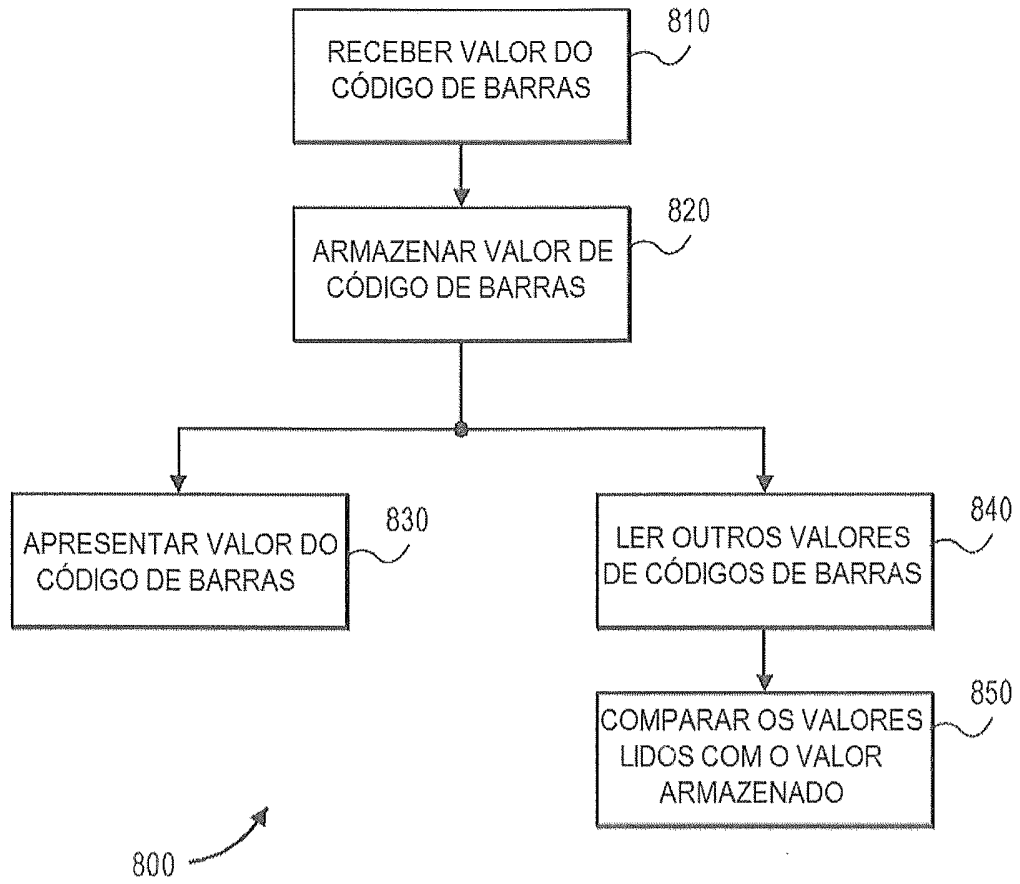 810
RECEBER VALOR DO
CÓDIGO DE BARRAS
820
ARMAZENAR VALOR DE
CÓDIGO DE BARRAS
830
APRESENTAR VALOR DO
CÓDIGO DE BARRAS
840
LER OUTROS VALORES
DE CÓDIGOS DE BARRAS
850
COMPARAR OS VALORES
LIDOS COM O VALOR
ARMAZENADO
800